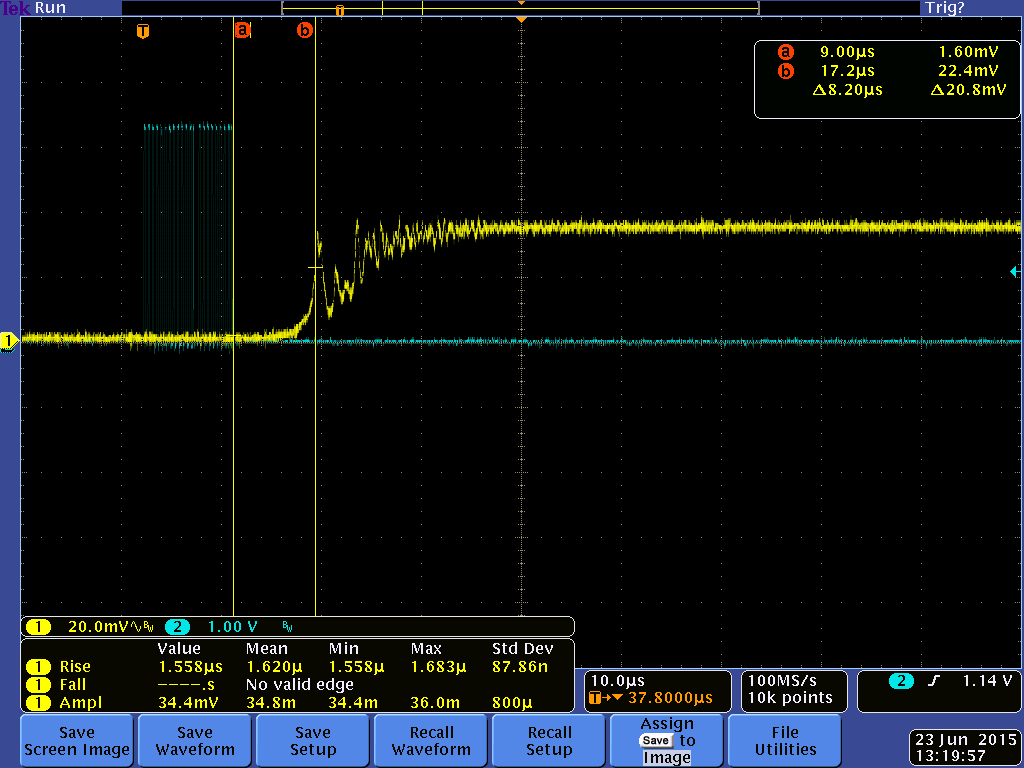 Tek Run Trig?
T
T a b
a 9.00µs 1.60mV
b 17.2µs 22.4mV
Δ8.20µs Δ20.8mV
1
1 20.0mV∿BW 2 1.00 V BW
Value Mean Min Max Std Dev
1 Rise 1.558µs 1.620µ 1.558µ 1.683µ 87.86n
1 Fall ----.s No valid edge
1 Ampl 34.4mV 34.8m 34.4m 36.0m 800µ
10.0µs
T→▼ 37.8000µs
100MS/s
10k points
2 1.14 V
Save
Screen Image
Save
Waveform
Save
Setup
Recall
Waveform
Recall
Setup
Assign
Save to
Image
File
Utilities
23 Jun 2015
13:19:57